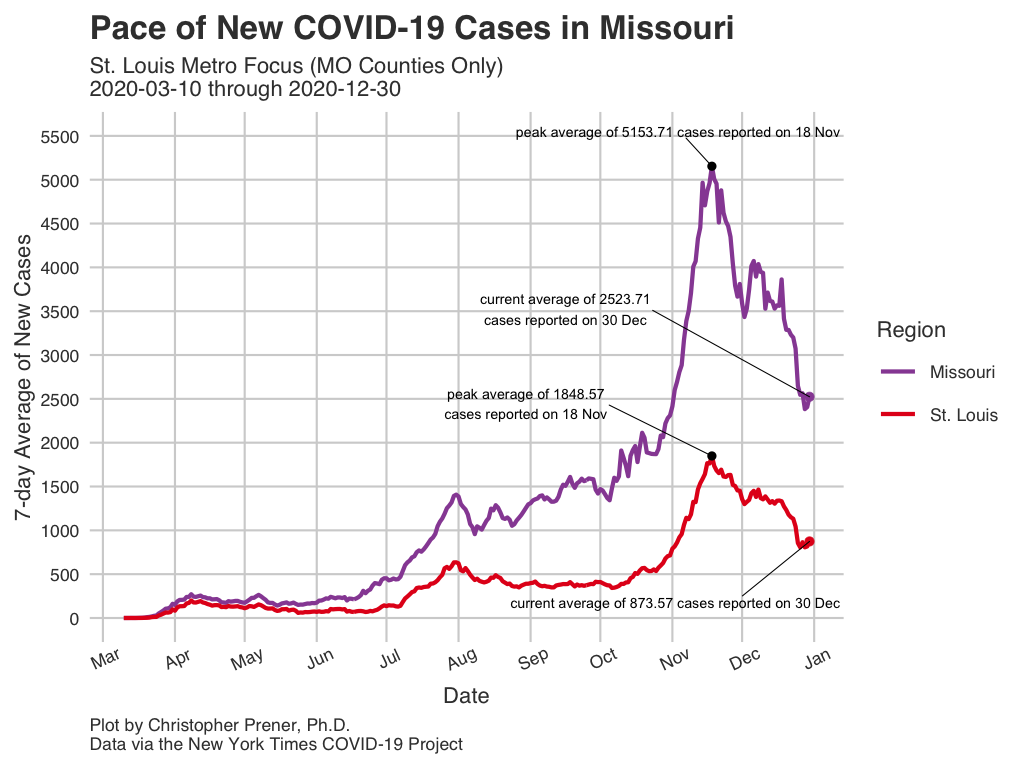 Pace of New COVID-19 Cases in Missouri
St. Louis Metro Focus (MO Counties Only)
2020-03-10 through 2020-12-30
7-day Average of New Cases
5500
5000
4500
4000
3500
3000
2500
2000
1500
1000
500
0
peak average of 5153.71 cases reported on 18 Nov
current average of 2523.71
cases reported on 30 Dec
peak average of 1848.57
cases reported on 18 Nov
current average of 873.57 cases reported on 30 Dec
Mar
Apr
May
Jun
Jul
Aug
Sep
Oct
Nov
Dec
Jan
Date
Region
Missouri
St. Louis
Plot by Christopher Prener, Ph.D.
Data via the New York Times COVID-19 Project